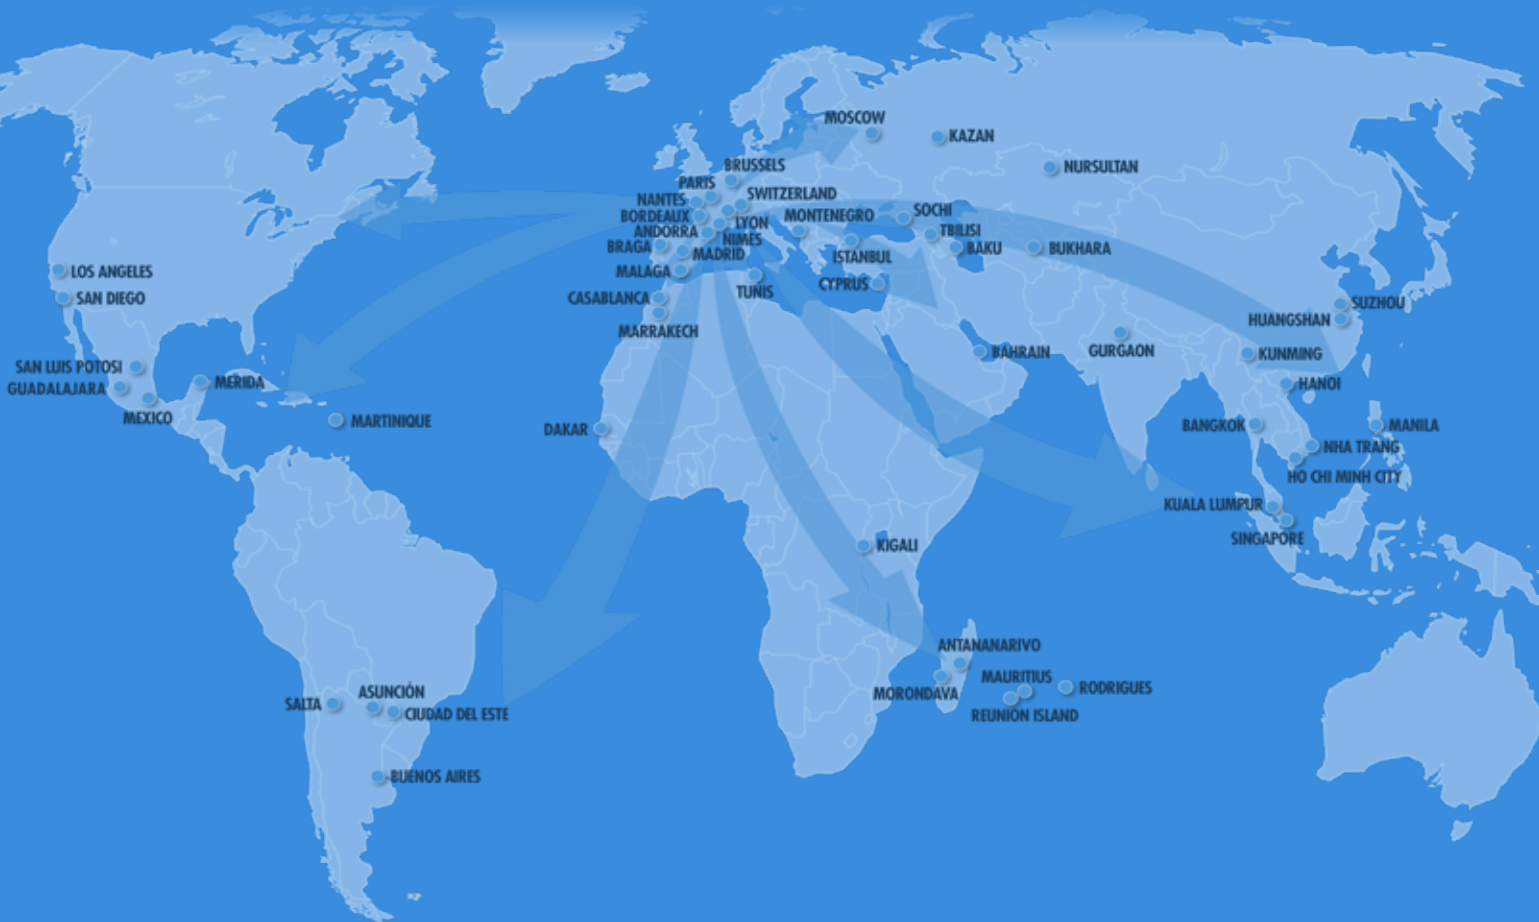 MOSCOW
KAZAN
BRUSSELS
NURSULTAN
PARIS
SWITZERLAND
NANTES
BORDEAUX
LYON
MONTENEGRO
SOCHI
ANDORRA
NIMES
TBILISI
BRAGA
MADRID
ISTANBUL
BAKU
BUKHARA
MALAGA
LOS ANGELES
CYPRUS
TUNIS
SAN DIEGO
CASABLANCA
SUZHOU
HUANGSHAN
MARRAKECH
BAHRAIN
GURGAON
KUNMING
SAN LUIS POTOSI
MERIDA
HANOI
GUADALAJARA
MEXICO
MARTINIQUE
DAKAR
BANGKOK
MANILA
NHA TRANG
HO CHI MINH CITY
KUALA LUMPUR
SINGAPORE
KIGALI
ANTANANARIVO
MAURITIUS
RODRIGUES
MORONDAVA
REUNION ISLAND
ASUNCIÓN
SALTA
CIUDAD DEL ESTE
BUENOS AIRES